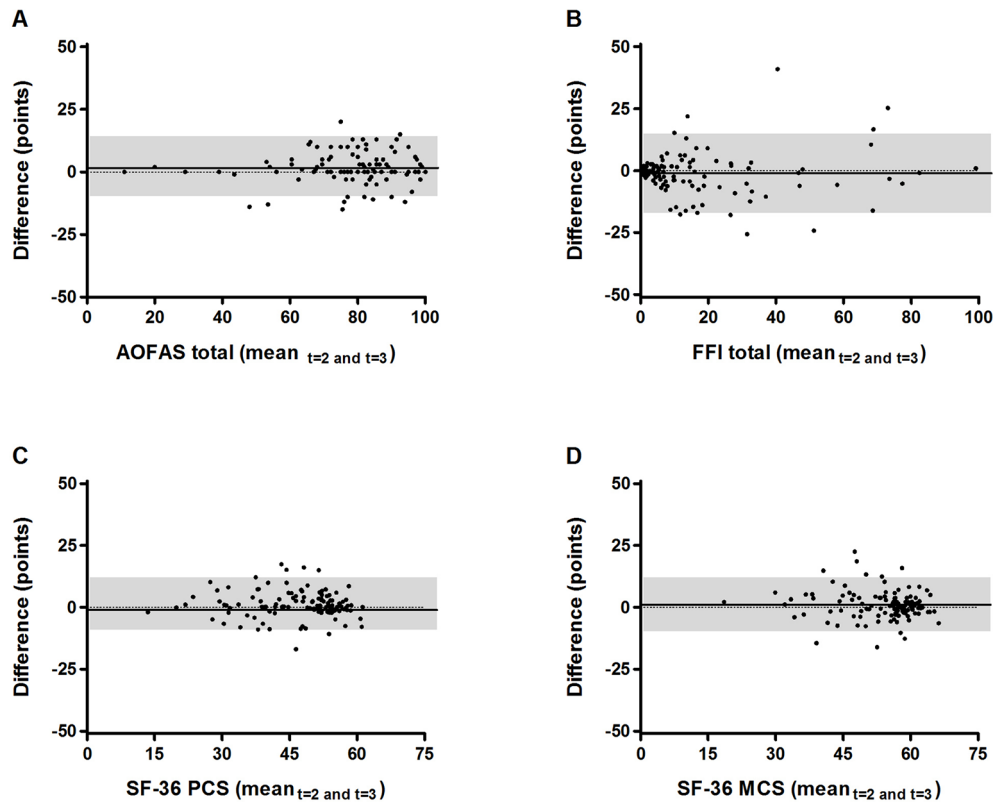 A
50
25
0
-25
-50
Difference (points)
0 20 40 60 80 100
AOFAS total (mean t=2 and t=3)
B
50
25
0
-25
-50
Difference (points)
0 20 40 60 80 100
FFI total (mean t=2 and t=3)
C
50
25
0
-25
-50
Difference (points)
0 15 30 45 60 75
SF-36 PCS (mean t=2 and t=3)
D
50
25
0
-25
-50
Difference (points)
0 15 30 45 60 75
SF-36 MCS (mean t=2 and t=3)